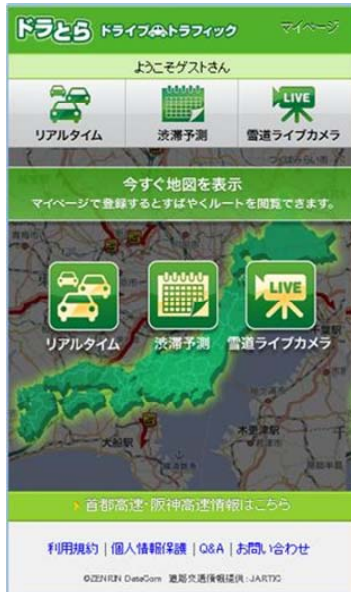 ドラとら ドライブトラフィック マイページ
ようこそゲストさん
リアルタイム 渋滞予測 LIVE 雪道ライブカメラ
今すぐ地図を表示
マイページで登録するとすばやくルートを閲覧できます。
LIVE
リアルタイム 渋滞予測 雪道ライブカメラ
千葉駅
木更津駅
大船駅
首都高速・阪神高速情報はこちら
利用規約 | 個人情報保護 | Q&A | お問い合わせ
©ZENRIN DataCom 道路交通情報提供:JARTIC